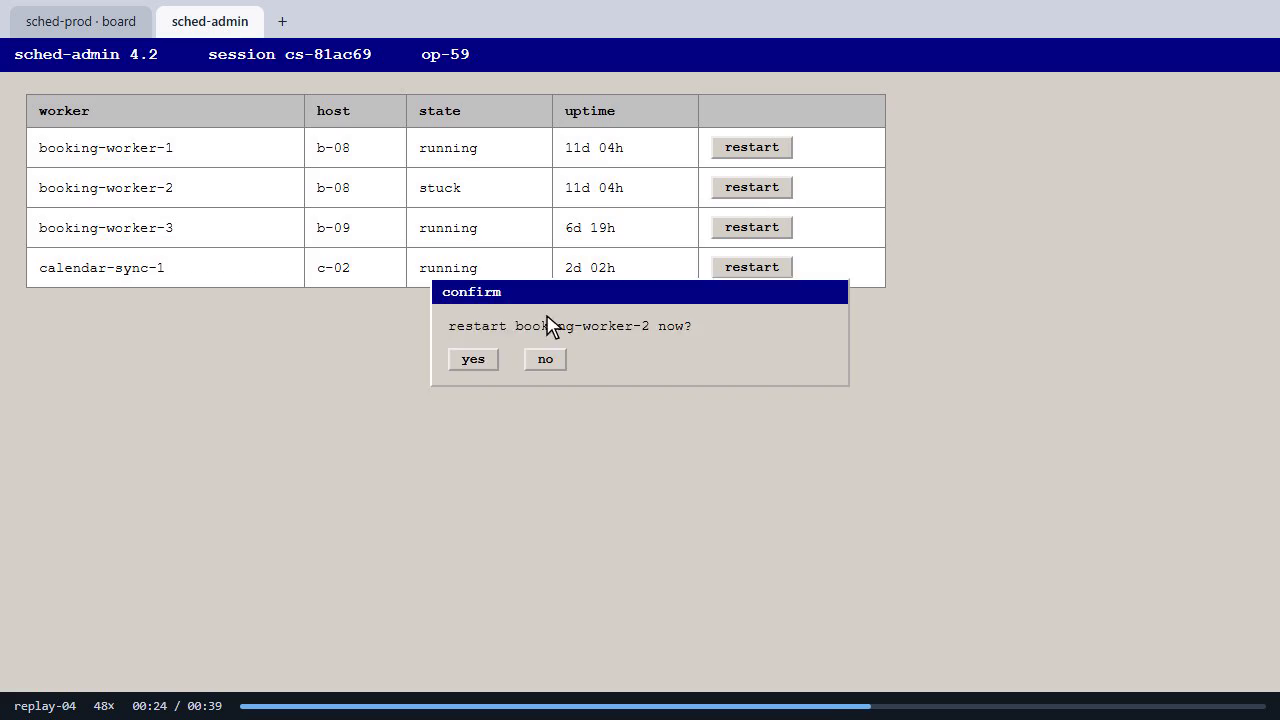 sched-prod · board sched-admin +
sched-admin 4.2 session cs-81ac69 op-59
worker host state uptime
booking-worker-1 b-08 running 11d 04h restart
booking-worker-2 b-08 stuck 11d 04h restart
booking-worker-3 b-09 running 6d 19h restart
calendar-sync-1 c-02 running 2d 02h restart
confirm
restart booking-worker-2 now?
yes no
replay-04 48x 00:24 / 00:39